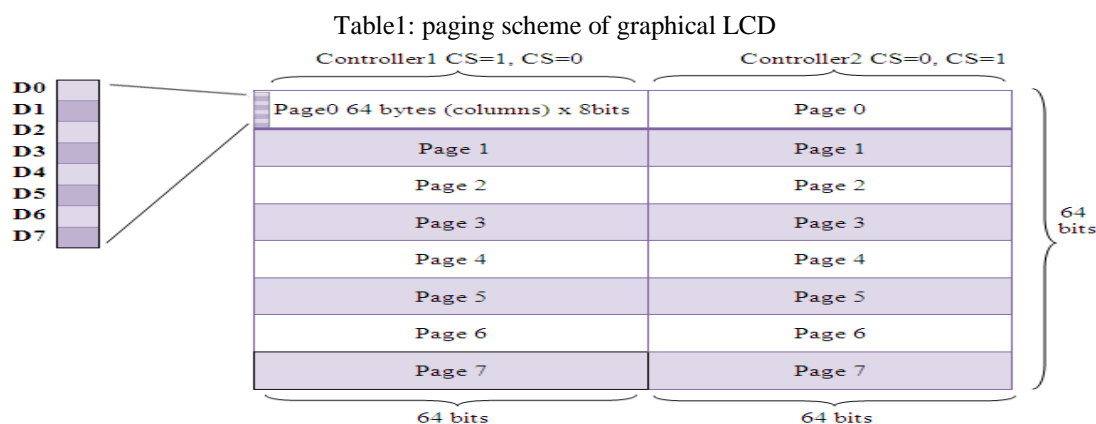 Table1: paging scheme of graphical LCD
Controller1 CS=1, CS=0
Controller2 CS=0, CS=1
D0
D1
D2
D3
D4
D5
D6
D7
Page0 64 bytes (columns) x 8bits
Page 0
Page 1
Page 1
Page 2
Page 2
Page 3
Page 3
Page 4
Page 4
Page 5
Page 5
Page 6
Page 6
Page 7
Page 7
64
bits
64 bits
64 bits